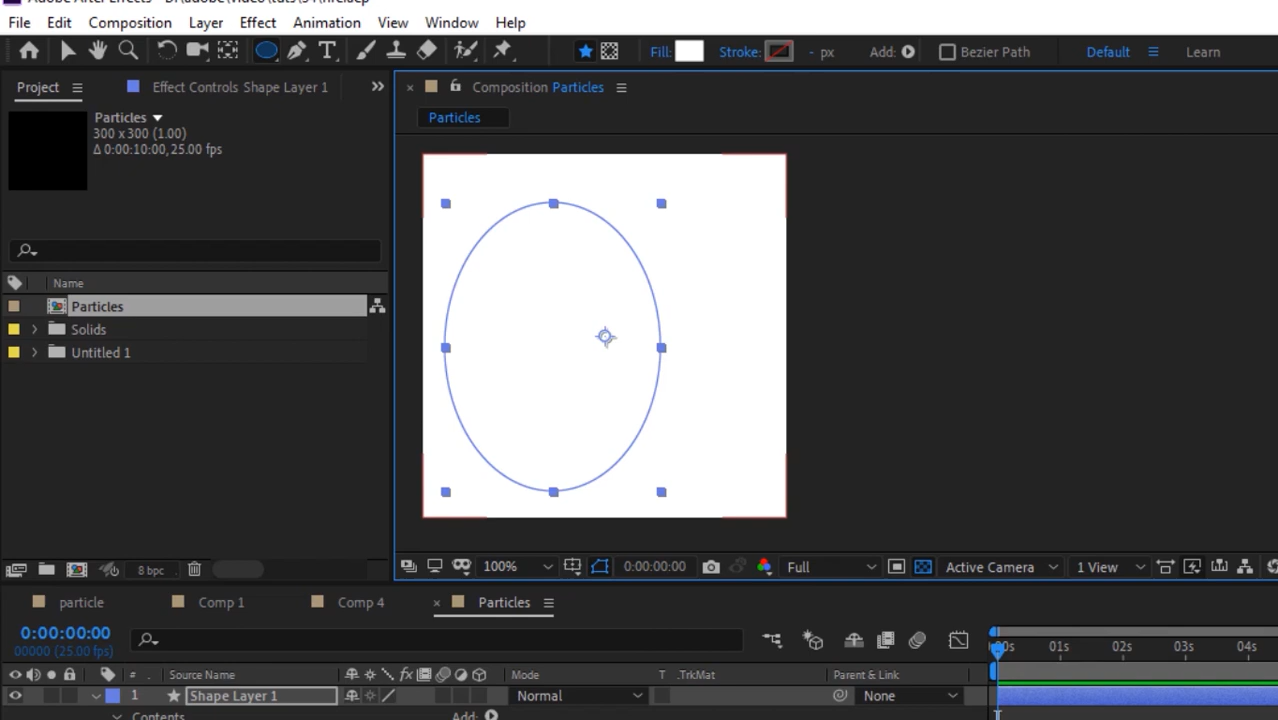 File Edit Composition Layer Effect Animation View Window Help
Fill: Stroke: - px Add: Bezier Path Default Learn
Project Effect Controls Shape Layer 1 Composition Particles
Particles
300 x 300 (1.00)
Δ 0:00:10:00, 25.00 fps
Particles
Name
Particles
Solids
Untitled 1
8 bpc 100% 0:00:00:00 Full Active Camera 1 View
particle Comp 1 Comp 4 Particles
0:00:00:00
00000 (25.00 fps)
00s 01s 02s 03s 04s
# Source Name fx Mode T .TrkMat Parent & Link
1 Shape Layer 1 Normal None
Contents Add: